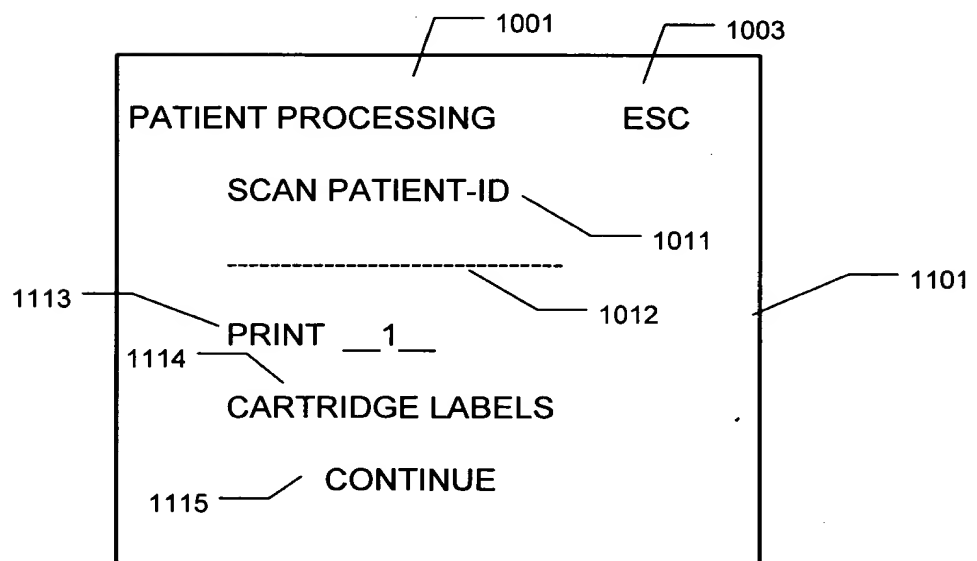 1001
1003
PATIENT PROCESSING ESC
SCAN PATIENT-ID
1011
1101
1012
1113
PRINT __1__
1114
CARTRIDGE LABELS
CONTINUE
1115